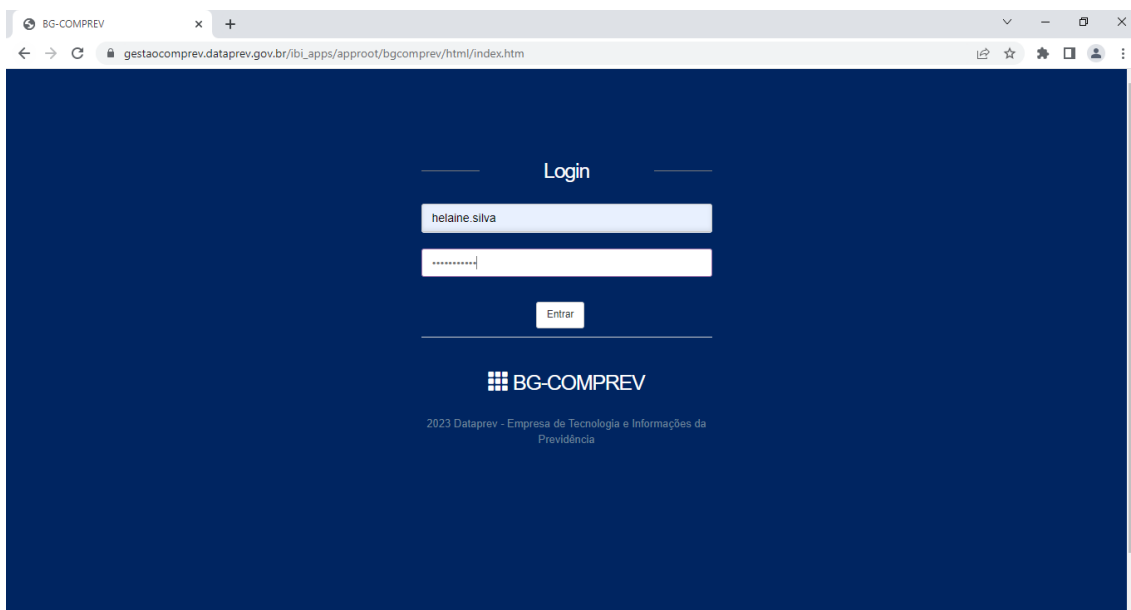 BG-COMPREV
gestaocomprev.dataprev.gov.br/ibi_apps/approot/bgcomprev/html/index.htm
Login
helaine.silva
Entrar
BG-COMPREV
2023 Dataprev - Empresa de Tecnologia e Informações da
Previdência